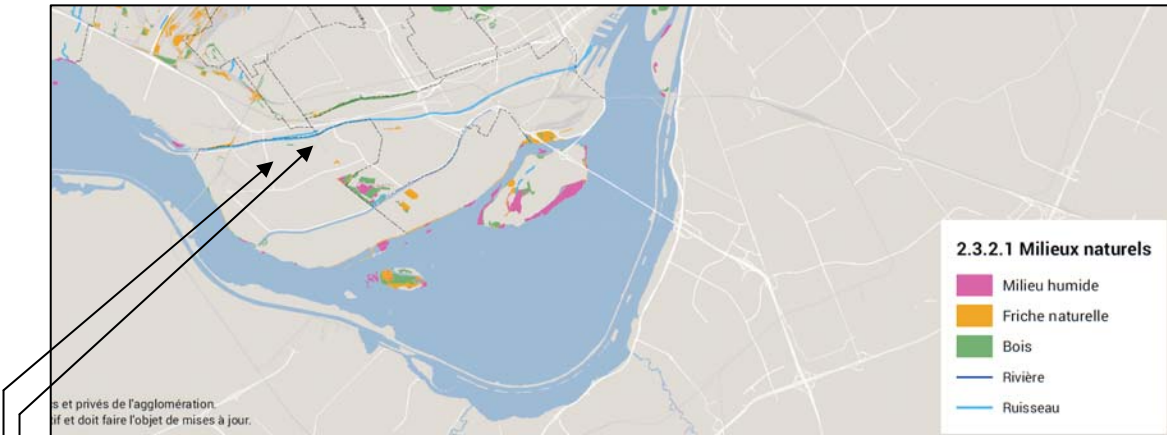 2.3.2.1 Milieux naturels
Milieu humide
Friche naturelle
Bois
Rivière
Ruisseau
s et privés de l'agglomération.
tif et doit faire l'objet de mises à jour.